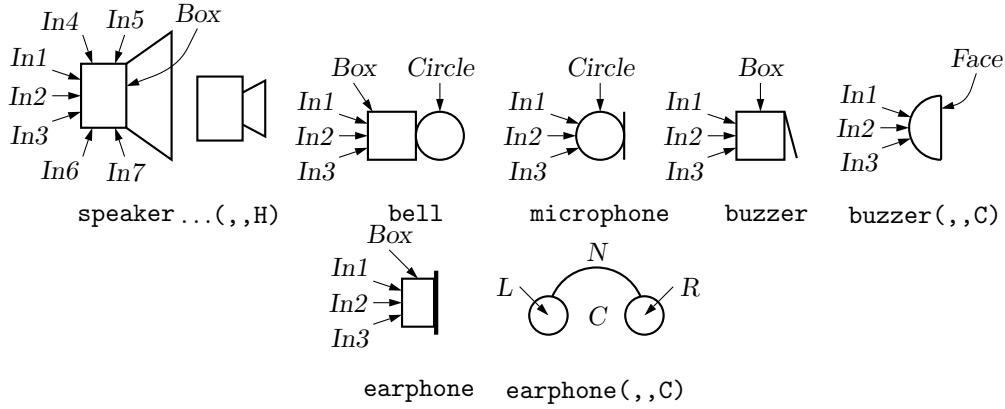 In4 In5 Box
In1
In2
In3
In6 In7
speaker ...(,,H)
Box Circle
In1
In2
In3
bell
Circle
In1
In2
In3
microphone
Box
In1
In2
In3
buzzer
Face
In1
In2
In3
buzzer(,,C)
Box
In1
In2
In3
earphone
N
L R
C
earphone(,,C)